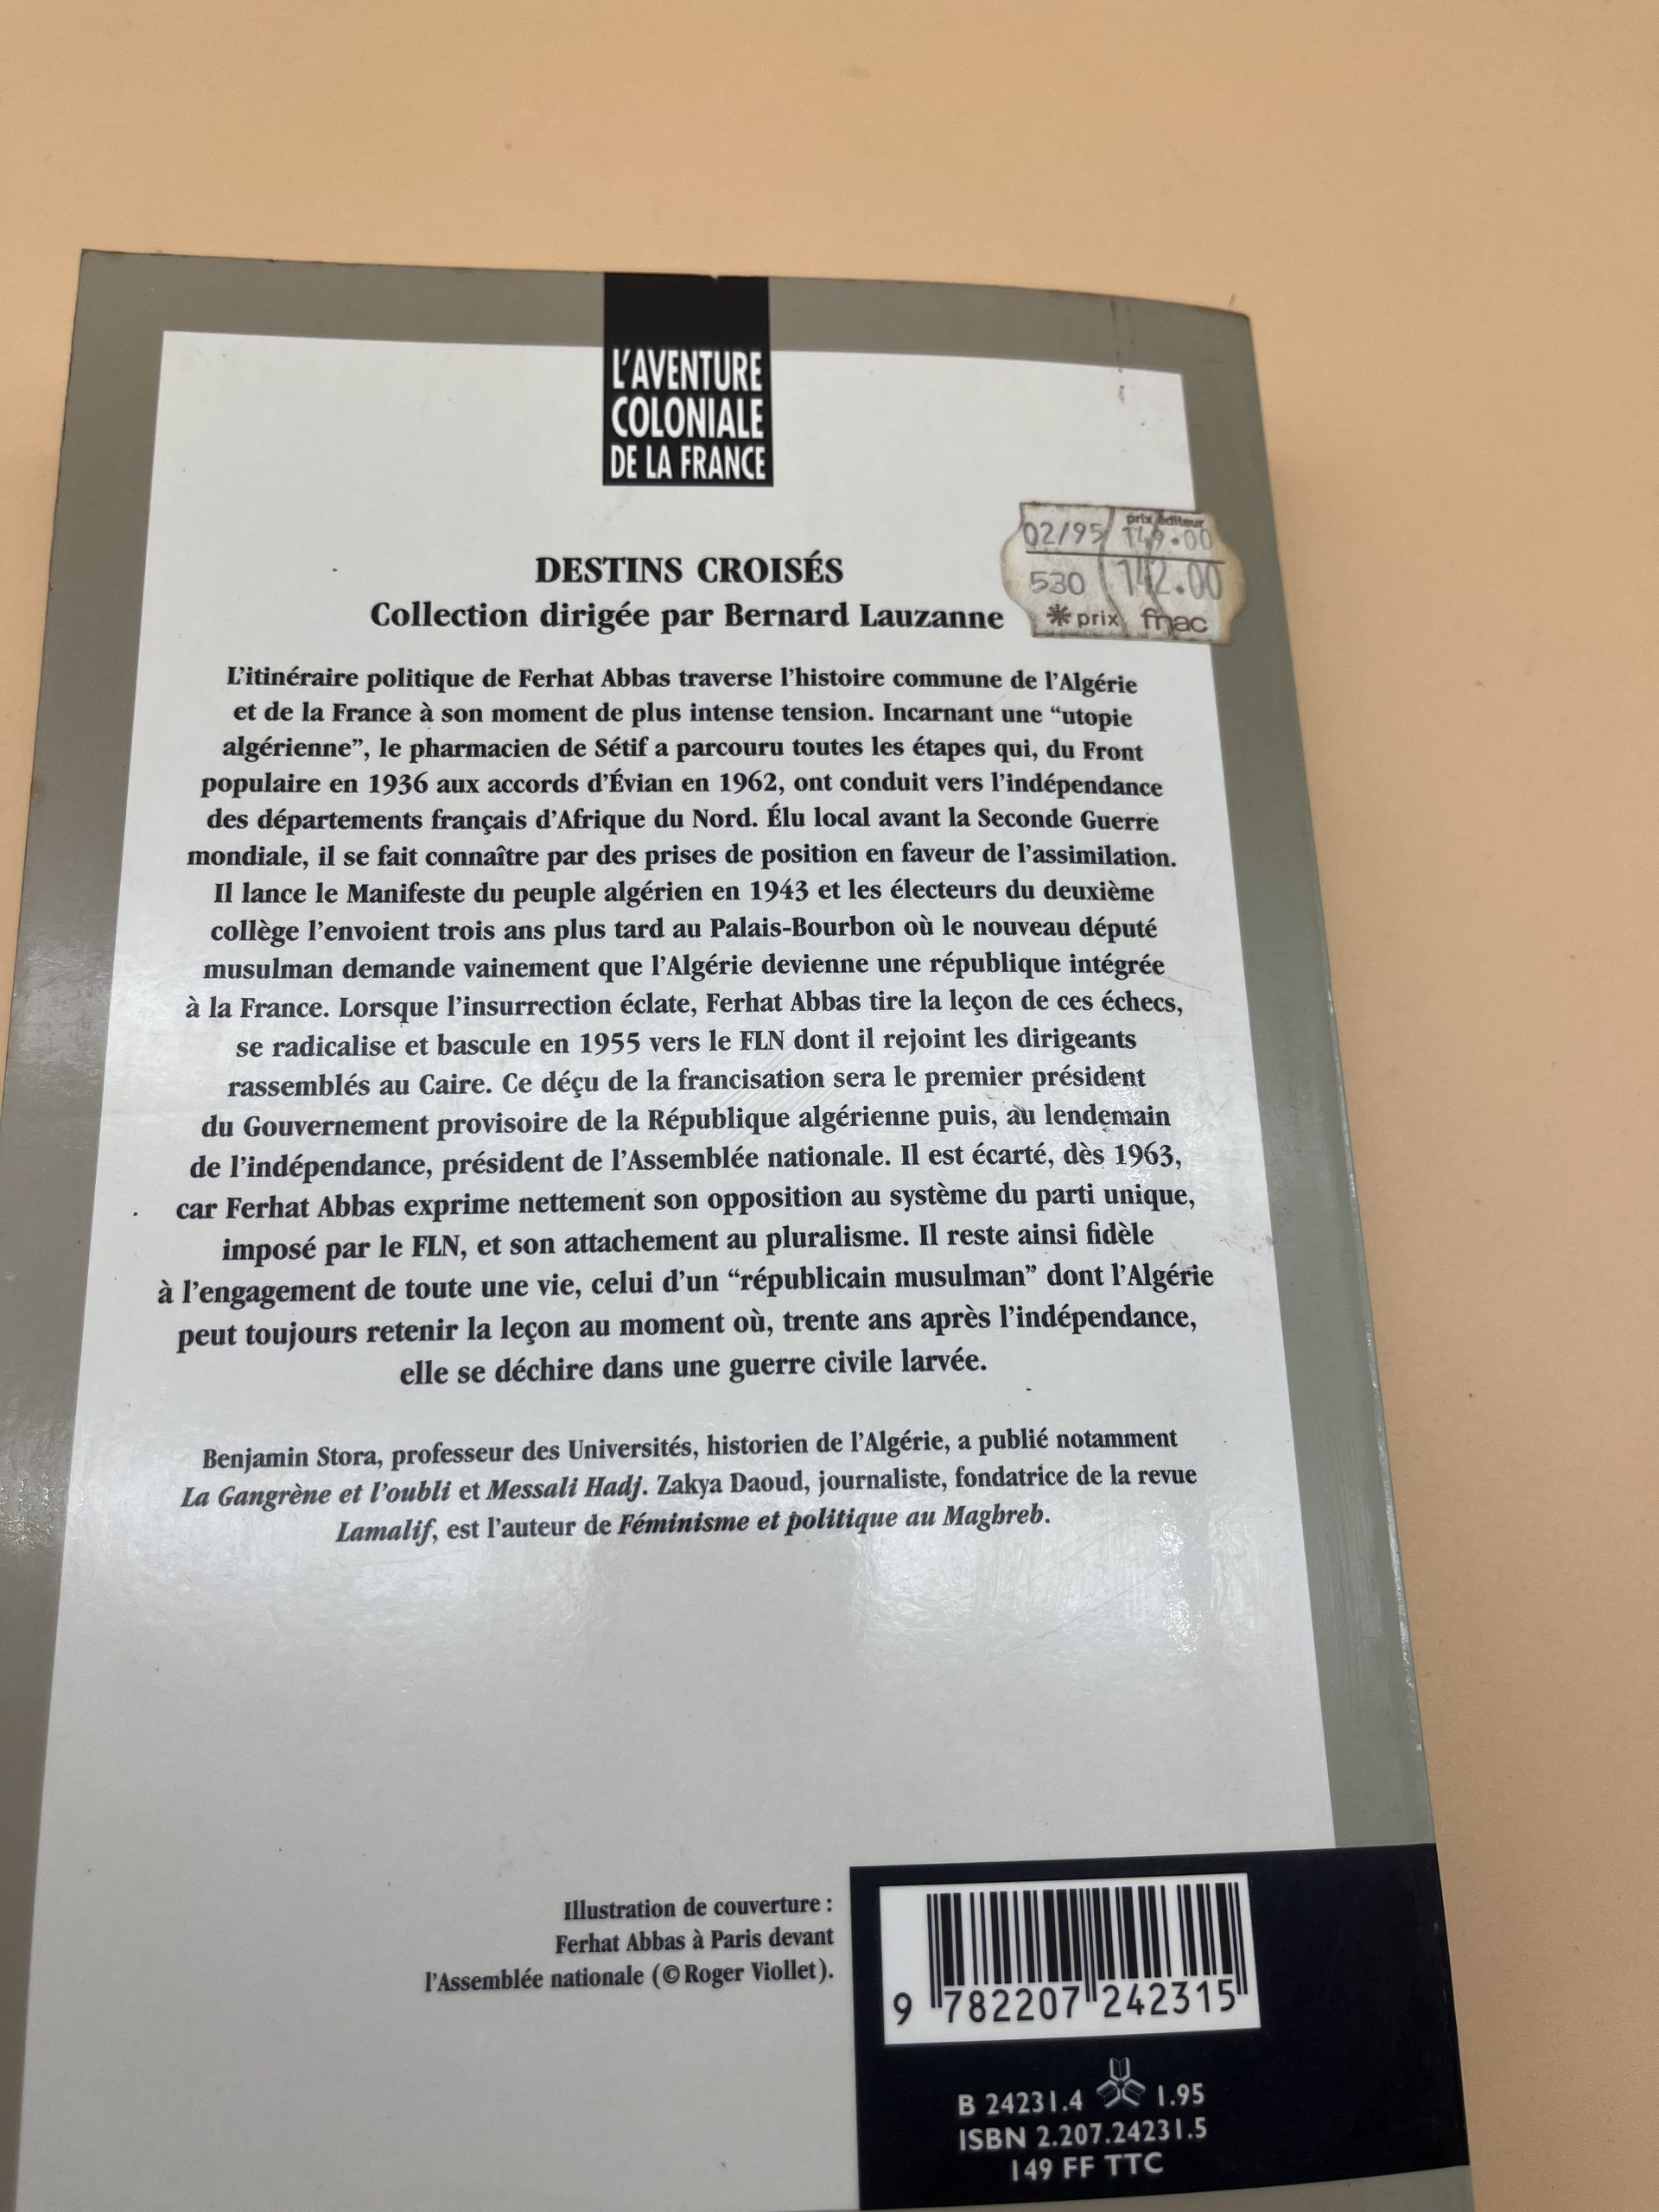 L'AVENTURE
COLONIALE
DE LA FRANCE
prix éditeur
02/95 149.00
530 142.00
prix fnac
DESTINS CROISÉS
Collection dirigée par Bernard Lauzanne
L'itinéraire politique de Ferhat Abbas traverse l'histoire commune de l'Algérie
et de la France à son moment de plus intense tension. Incarnant une “utopie
algérienne”, le pharmacien de Sétif a parcouru toutes les étapes qui, du Front
populaire en 1936 aux accords d'Évian en 1962, ont conduit vers l'indépendance
des départements français d'Afrique du Nord. Élu local avant la Seconde Guerre
mondiale, il se fait connaître par des prises de position en faveur de l'assimilation.
Il lance le Manifeste du peuple algérien en 1943 et les électeurs du deuxième
collège l'envoient trois ans plus tard au Palais-Bourbon où le nouveau député
musulman demande vainement que l'Algérie devienne une république intégrée
à la France. Lorsque l'insurrection éclate, Ferhat Abbas tire la leçon de ces échecs,
se radicalise et bascule en 1955 vers le FLN dont il rejoint les dirigeants
rassemblés au Caire. Ce déçu de la francisation sera le premier président
du Gouvernement provisoire de la République algérienne puis, au lendemain
de l'indépendance, président de l'Assemblée nationale. Il est écarté, dès 1963,
car Ferhat Abbas exprime nettement son opposition au système du parti unique,
imposé par le FLN, et son attachement au pluralisme. Il reste ainsi fidèle
à l'engagement de toute une vie, celui d'un “républicain musulman” dont l'Algérie
peut toujours retenir la leçon au moment où, trente ans après l'indépendance,
elle se déchire dans une guerre civile larvée.
Benjamin Stora, professeur des Universités, historien de l'Algérie, a publié notamment
La Gangrène et l'oubli et Messali Hadj. Zakya Daoud, journaliste, fondatrice de la revue
Lamalif, est l'auteur de Féminisme et politique au Maghreb.
Illustration de couverture :
Ferhat Abbas à Paris devant
l'Assemblée nationale (© Roger Viollet).
9 782207 242315
B 24231.4 1.95
ISBN 2.207.24231.5
149 FF TTC